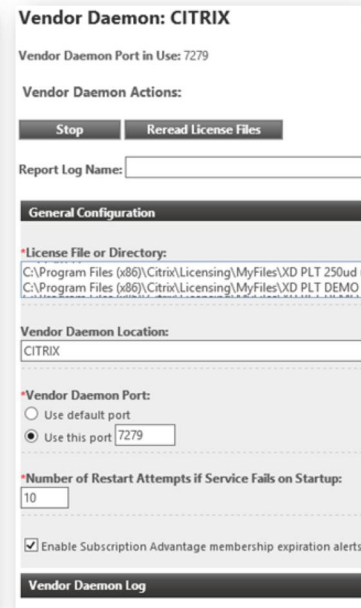 Vendor Daemon: CITRIX
Vendor Daemon Port in Use: 7279
Vendor Daemon Actions:
Stop Reread License Files
Report Log Name:
General Configuration
*License File or Directory:
C:\Program Files (x86)\Citrix\Licensing\MyFiles\XD PLT 250ud
C:\Program Files (x86)\Citrix\Licensing\MyFiles\XD PLT DEMO
Vendor Daemon Location:
CITRIX
*Vendor Daemon Port:
Use default port
Use this port 7279
*Number of Restart Attempts if Service Fails on Startup:
10
Enable Subscription Advantage membership expiration alerts
Vendor Daemon Log